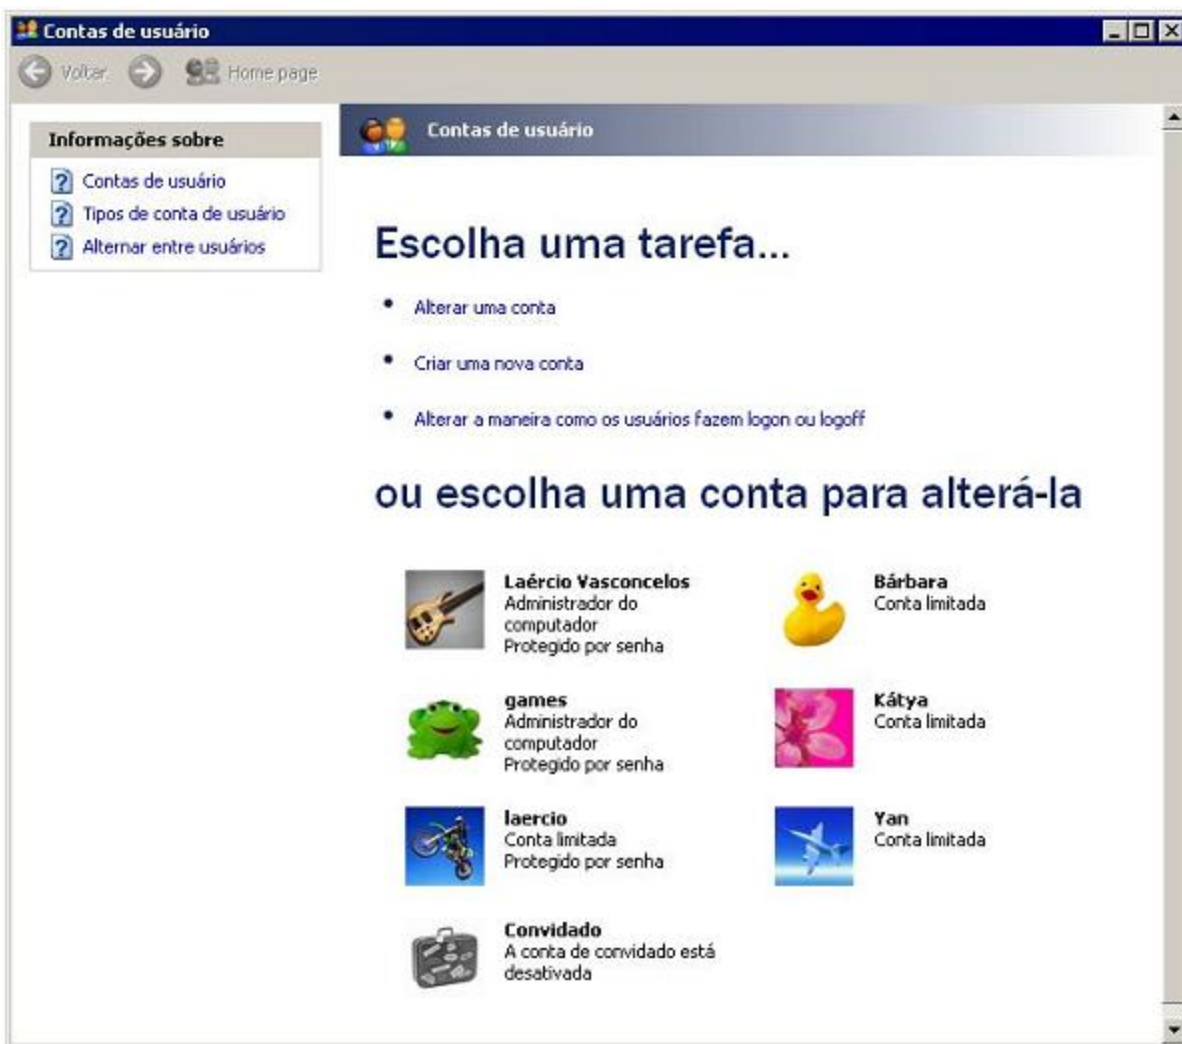 Contas de usuário
Voltar
Home page
Informações sobre
Contas de usuário
Tipos de conta de usuário
Alternar entre usuários
Contas de usuário
Escolha uma tarefa...
• Alterar uma conta
• Criar uma nova conta
• Alterar a maneira como os usuários fazem logon ou logoff
ou escolha uma conta para alterá-la
Laércio Vasconcelos
Administrador do
computador
Protegido por senha
Bárbara
Conta limitada
games
Administrador do
computador
Protegido por senha
Kátya
Conta limitada
laercio
Conta limitada
Protegido por senha
Yan
Conta limitada
Convidado
A conta de convidado está
desativada